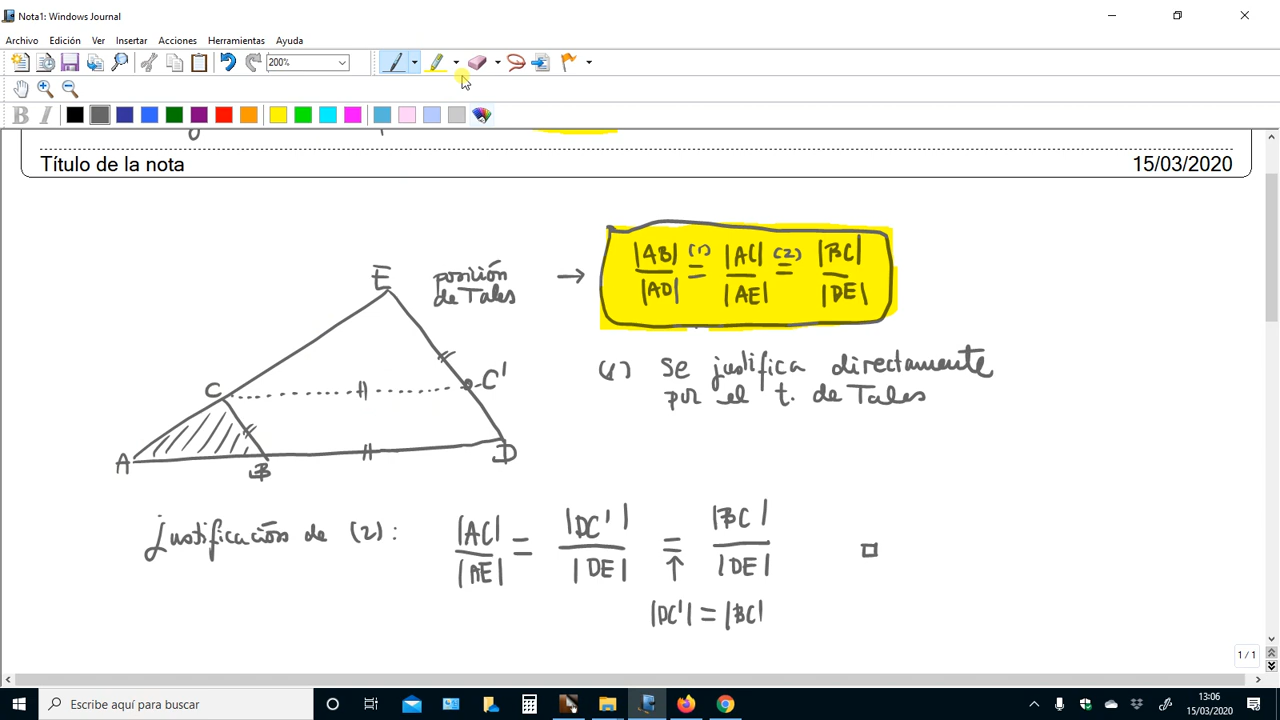 Nota1: Windows Journal
Archivo Edición Ver Insertar Acciones Herramientas Ayuda
200%
B I
Título de la nota 15/03/2020
E
posición
de Tales
→
|AB| (1) |AC| (2) |BC|
= =
|AD| |AE| |DE|
(1) Se justifica directamente
por el t. de Tales
C
C'
A
B
D
justificación de (2):
|AC| = |DC'| = |BC|
|AE| |DE| ↑ |DE|
|DC'| = |BC|
1 / 1
Escribe aquí para buscar
13:06
15/03/2020